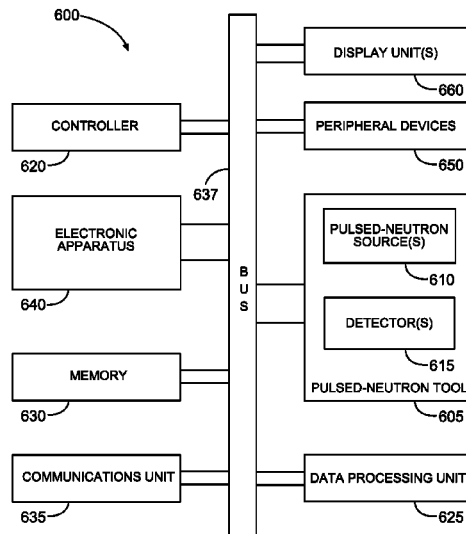 600
DISPLAY UNIT(S)
660
CONTROLLER
620
PERIPHERAL DEVICES
650
637
ELECTRONIC
APPARATUS
640
B
U
S
PULSED-NEUTRON
SOURCE(S)
610
DETECTOR(S)
615
PULSED-NEUTRON TOOL
605
MEMORY
630
COMMUNICATIONS UNIT
635
DATA PROCESSING UNIT
625